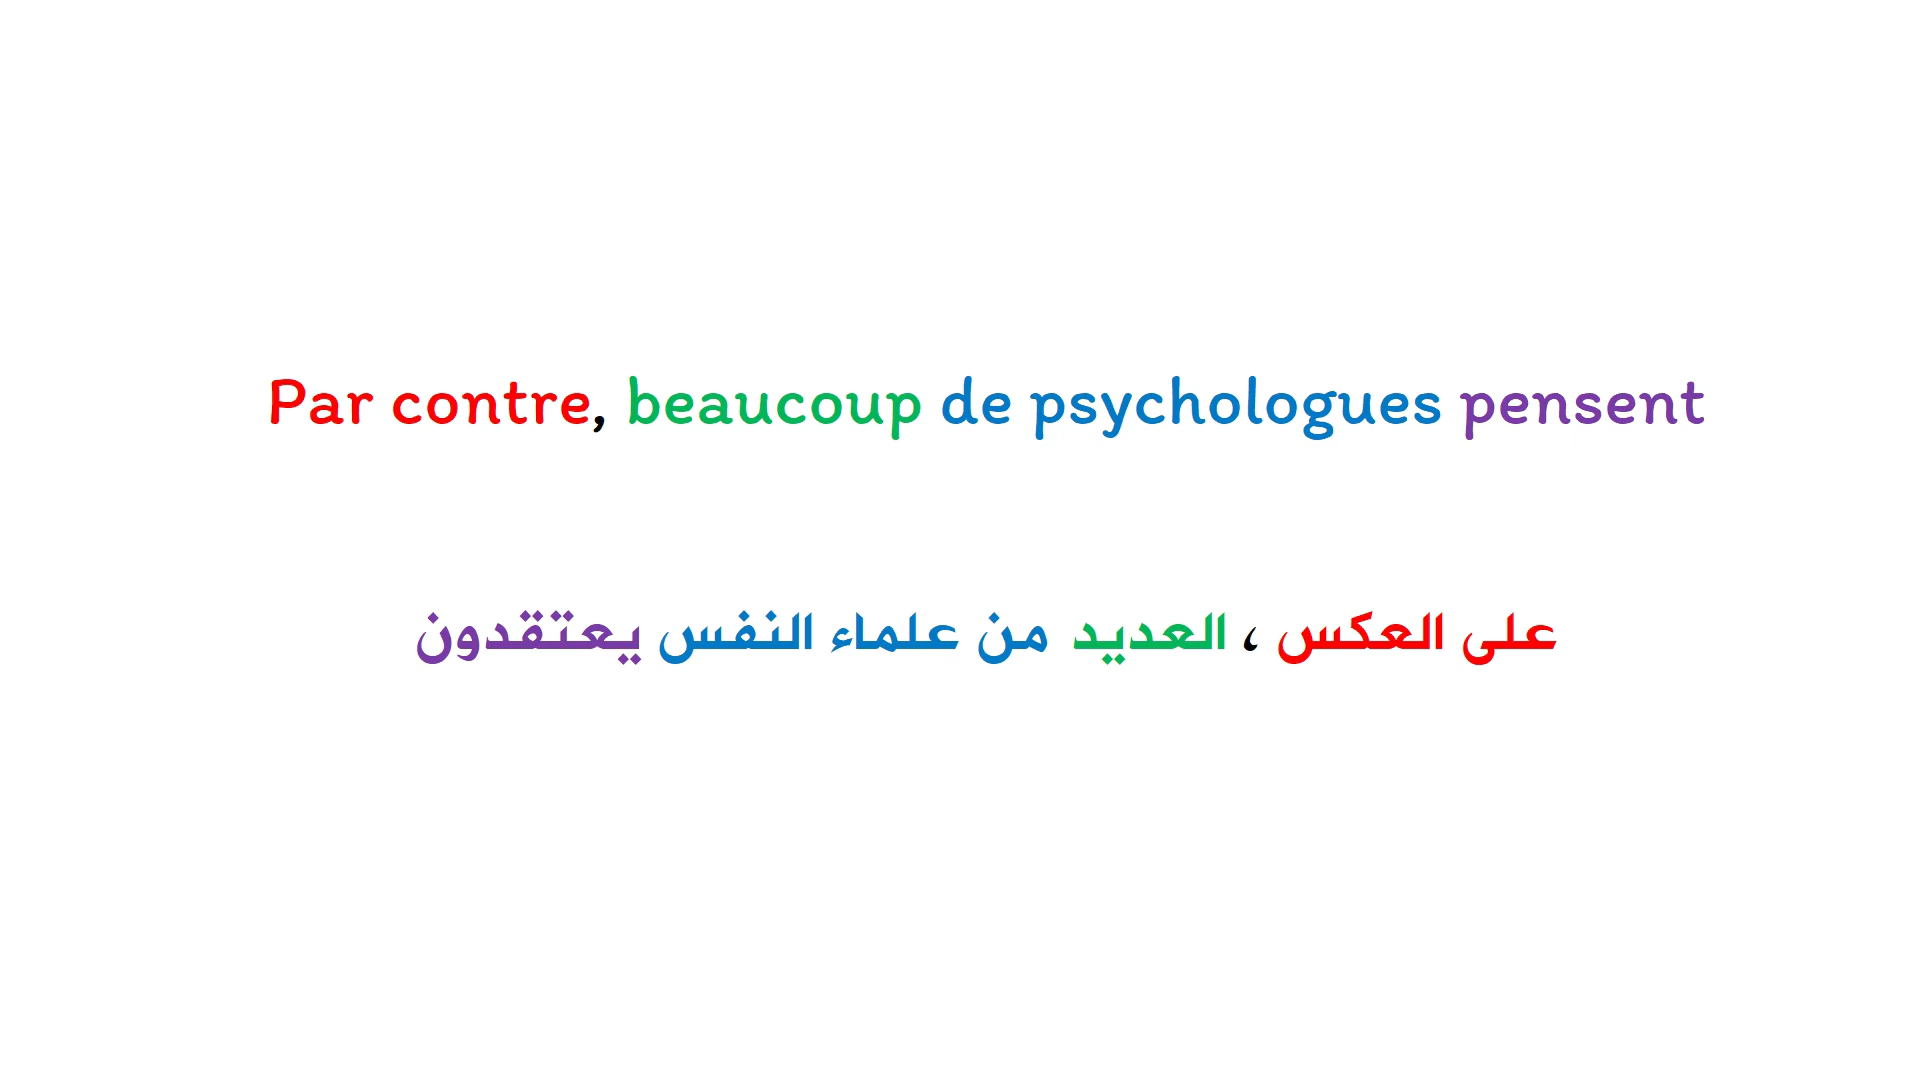 Par contre, beaucoup de psychologues pensent
على العكس ، العديد من علماء النفس يعتقدون